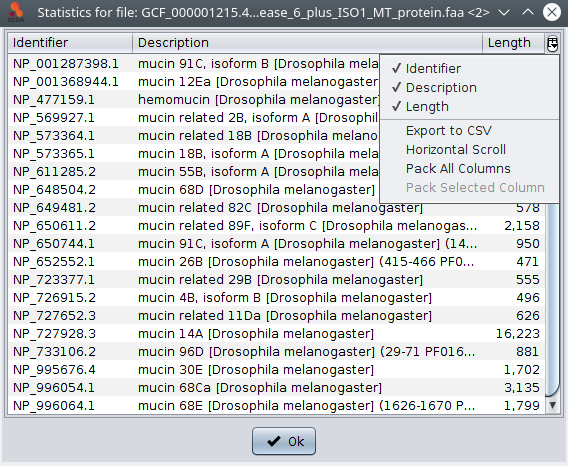 Statistics for file: GCF_000001215.4...ease_6_plus_ISO1_MT_protein.faa <2>
Identifier Description Length
NP_001287398.1 mucin 91C, isoform B [Drosophila mela
NP_001368944.1 mucin 12Ea [Drosophila melanogaster]
NP_477159.1 hemomucin [Drosophila melanogaster]
NP_569927.1 mucin related 2B, isoform A [Drosophil
NP_573364.1 mucin related 18B [Drosophila melano
NP_573365.1 mucin 18B, isoform A [Drosophila mela
NP_611285.2 mucin 55B, isoform A [Drosophila mela
NP_648504.2 mucin 68D [Drosophila melanogaster]
NP_649481.2 mucin related 82C [Drosophila melanogaster] 578
NP_650611.2 mucin related 89F, isoform C [Drosophila melanogas... 2,158
NP_650744.1 mucin 91C, isoform A [Drosophila melanogaster] (14... 950
NP_652552.1 mucin 26B [Drosophila melanogaster] (415-466 PF0... 471
NP_723377.1 mucin related 29B [Drosophila melanogaster] 555
NP_726915.2 mucin 4B, isoform B [Drosophila melanogaster] 496
NP_727652.3 mucin related 11Da [Drosophila melanogaster] 626
NP_727928.3 mucin 14A [Drosophila melanogaster] 16,223
NP_733106.2 mucin 96D [Drosophila melanogaster] (29-71 PF016... 881
NP_995676.4 mucin 30E [Drosophila melanogaster] 1,702
NP_996054.1 mucin 68Ca [Drosophila melanogaster] 3,135
NP_996064.1 mucin 68E [Drosophila melanogaster] (1626-1670 P... 1,799
Identifier
Description
Length
Export to CSV
Horizontal Scroll
Pack All Columns
Pack Selected Column
Ok